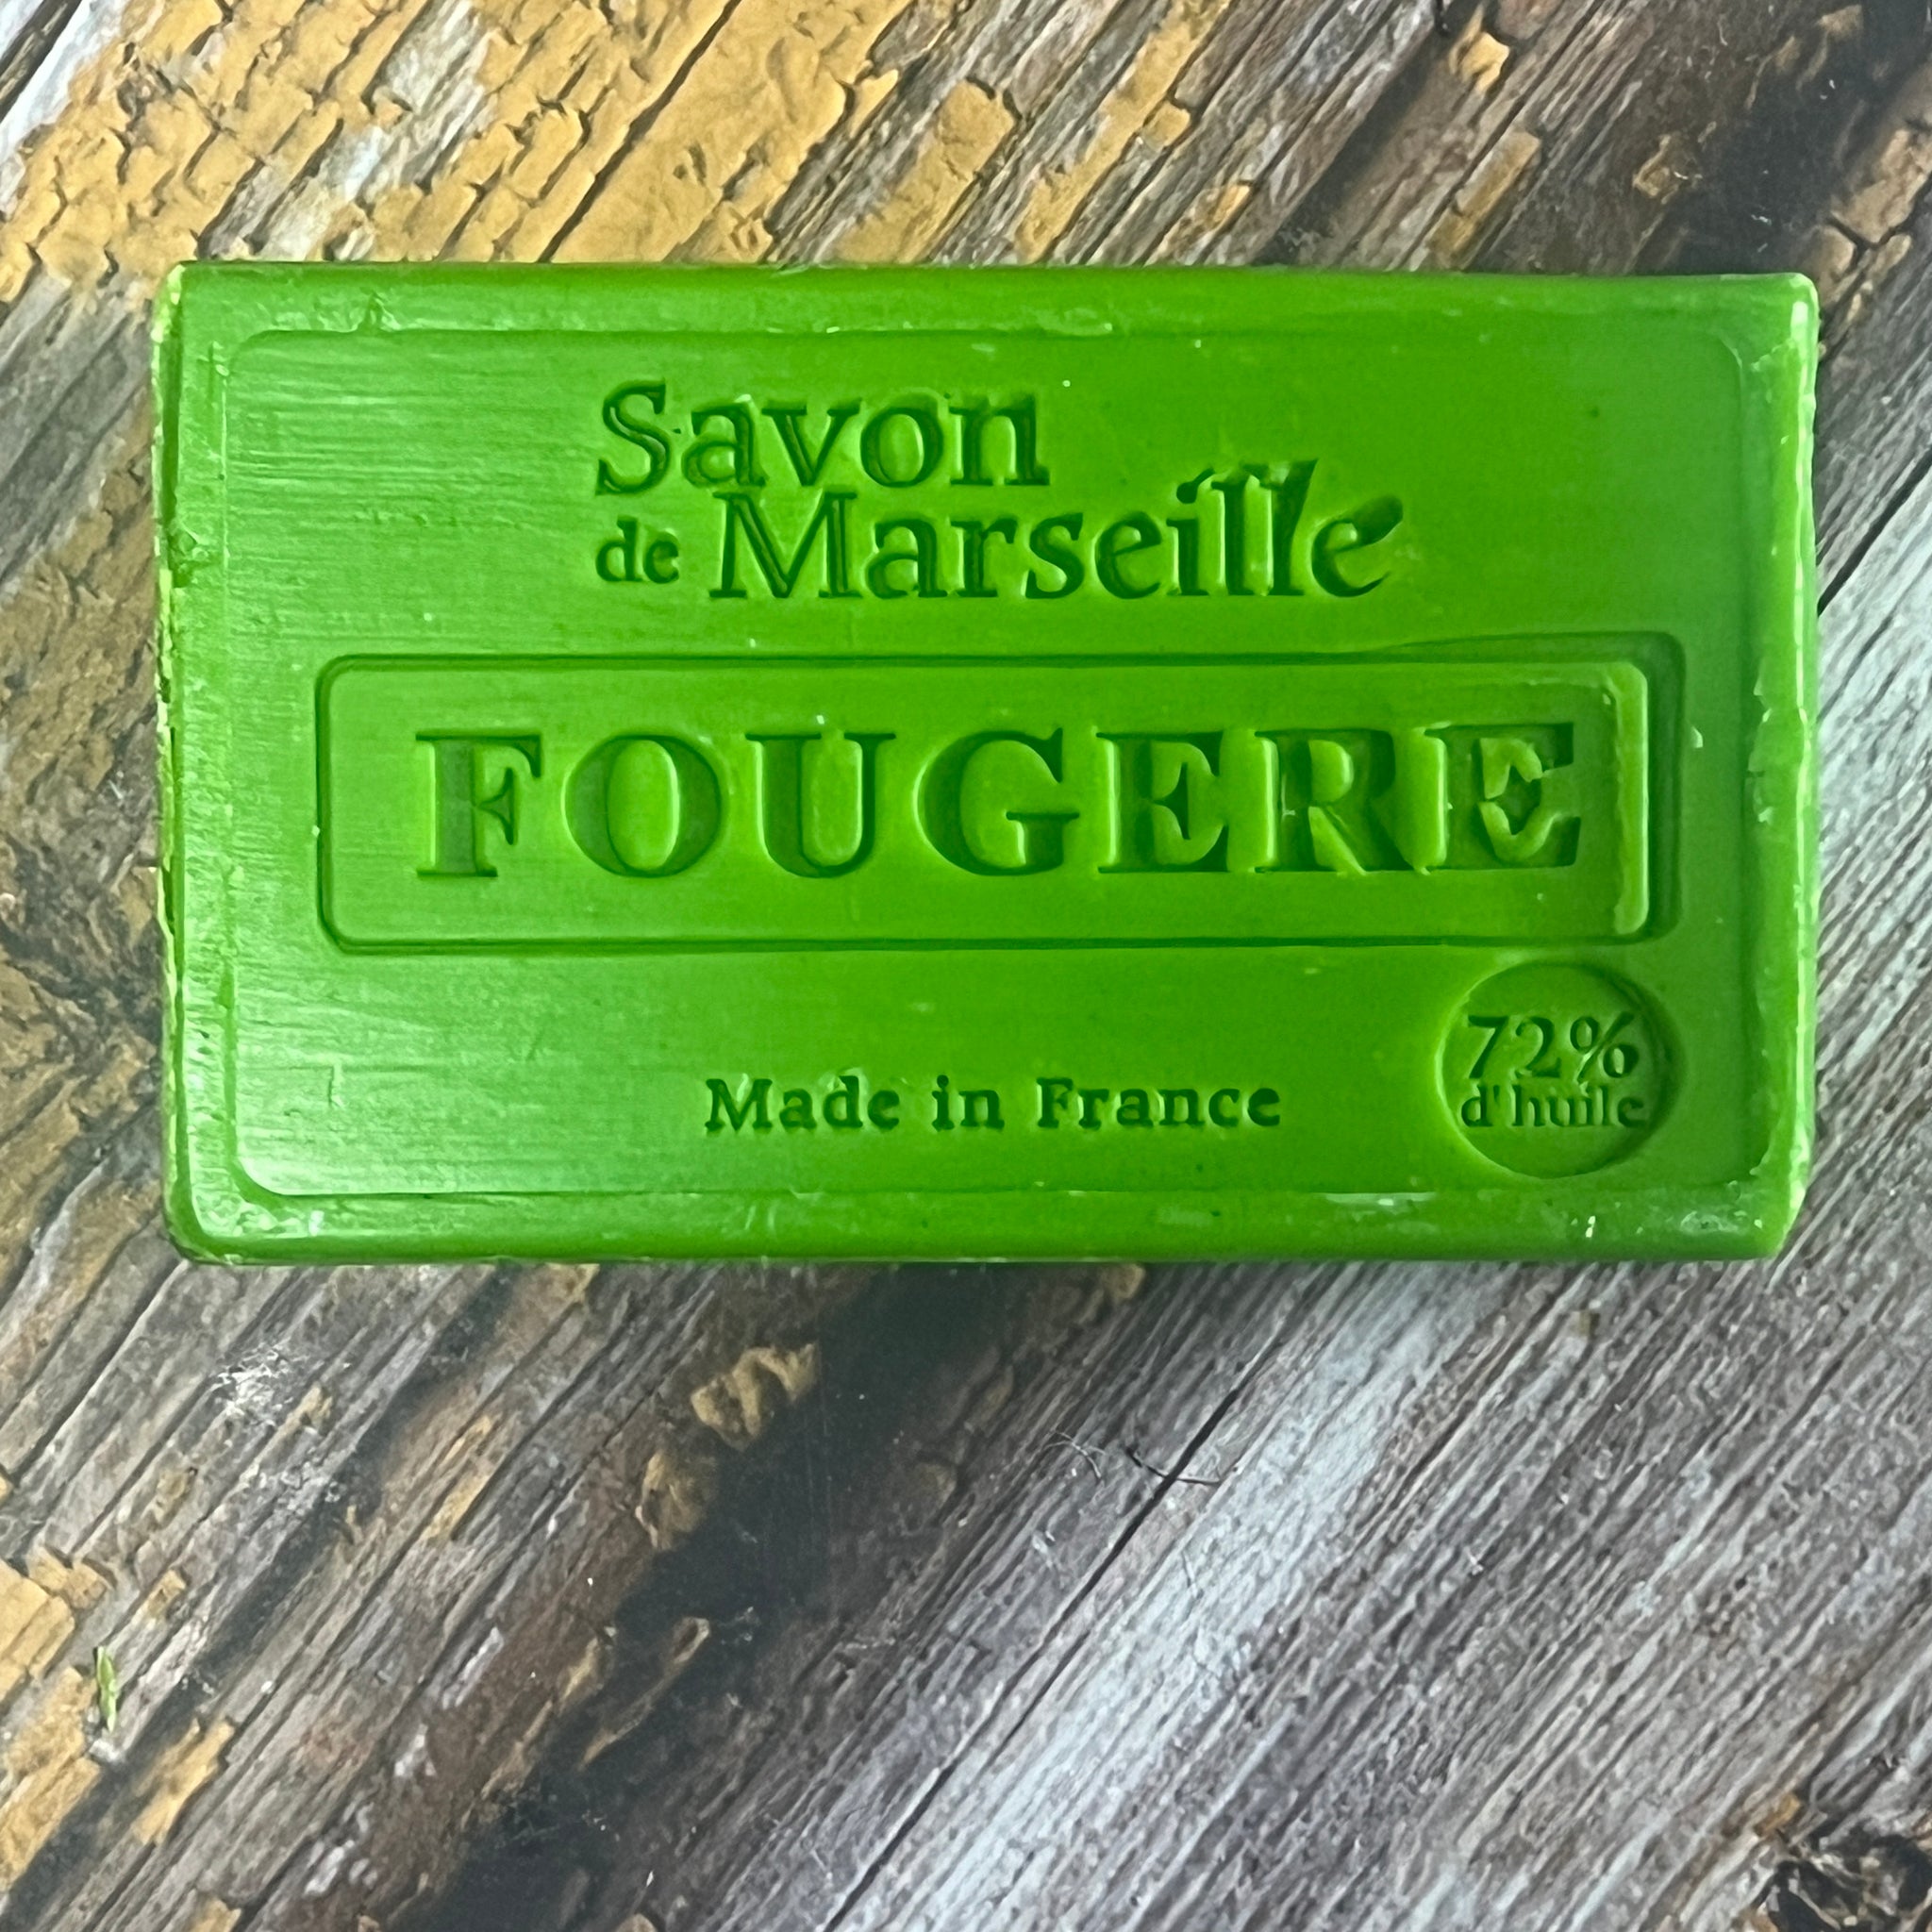 Savon
de Marseille
FOUGERE
Made in France
72%
d'huile